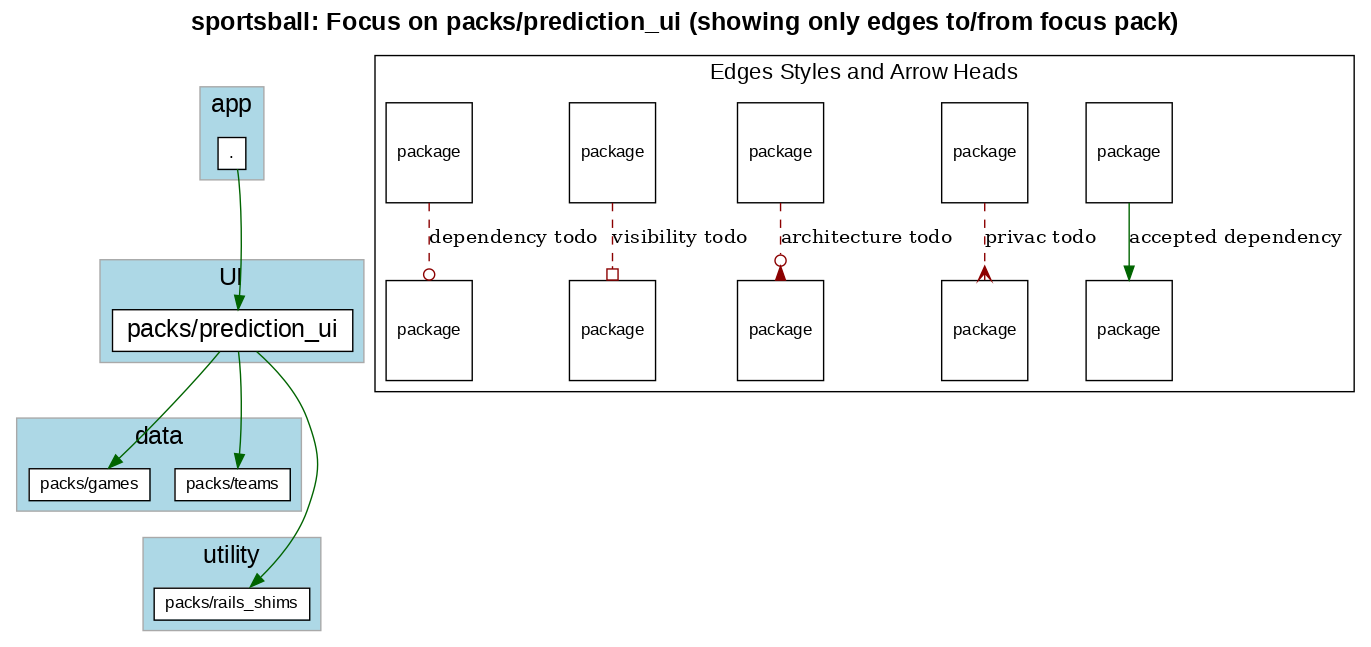 sportsball: Focus on packs/prediction_ui (showing only edges to/from focus pack)
app
.
UI
packs/prediction_ui
data
packs/games
packs/teams
utility
packs/rails_shims
Edges Styles and Arrow Heads
package
package
package
package
package
dependency todo
visibility todo
architecture todo
privac todo
accepted dependency
package
package
package
package
package